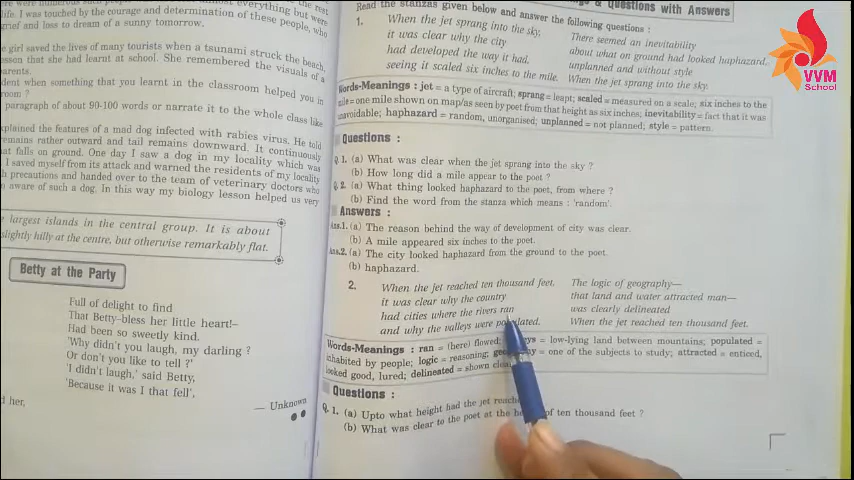 almost everything but were
life. I was touched by the courage and determination of these people, who
grief and loss to dream of a sunny tomorrow.
e girl saved the lives of many tourists when a tsunami struck the beach,
esson that she had learnt at school. She remembered the visuals of a
arents.
dent when something that you learnt in the classroom helped you in
room ?
paragraph of about 90-100 words or narrate it to the whole class like
xplained the features of a mad dog infected with rabies virus. He told
remains rather outward and tail remains downward. It continuously
at falls on ground. One day I saw a dog in my locality which was
I saved myself from its attack and warned the residents of my locality
h precautions and handed over to the team of veterinary doctors who
aware of such a dog. In this way my biology lesson helped us very
largest islands in the central group. It is about
slightly hilly at the centre, but otherwise remarkably flat.
Betty at the Party
Full of delight to find
That Betty–bless her little heart!–
Had been so sweetly kind.
'Why didn't you laugh, my darling ?
Or don't you like to tell ?'
'I didn't laugh,' said Betty,
'Because it was I that fell',
— Unknown
d her,
& Questions with Answers
Read the stanzas given below and answer the following questions :
1. When the jet sprang into the sky,
it was clear why the city
had developed the way it had,
seeing it scaled six inches to the mile.
There seemed an inevitability
about what on ground had looked haphazard,
unplanned and without style
When the jet sprang into the sky.
Words-Meanings : jet = a type of aircraft; sprang = leapt; scaled = measured on a scale; six inches to the
mile = one mile shown on map/as seen by poet from that height as six inches; inevitability = fact that it was
unavoidable; haphazard = random, unorganised; unplanned = not planned; style = pattern.
Questions :
Q. 1. (a) What was clear when the jet sprang into the sky ?
(b) How long did a mile appear to the poet ?
Q. 2. (a) What thing looked haphazard to the poet, from where ?
(b) Find the word from the stanza which means : 'random'.
Answers :
Ans.1. (a) The reason behind the way of development of city was clear.
(b) A mile appeared six inches to the poet.
Ans.2. (a) The city looked haphazard from the ground to the poet.
(b) haphazard.
2. When the jet reached ten thousand feet,
it was clear why the country
had cities where the rivers ran
and why the valleys were populated.
The logic of geography—
that land and water attracted man—
was clearly delineated
When the jet reached ten thousand feet.
Words-Meanings : ran = (here) flowed; = low-lying land between mountains; populated =
inhabited by people; logic = reasoning; = one of the subjects to study; attracted = enticed,
looked good, lured; delineated = shown
Questions :
Q. 1. (a) Upto what height had the jet
(b) What was clear to the poet at the of ten thousand feet ?
VVM
School